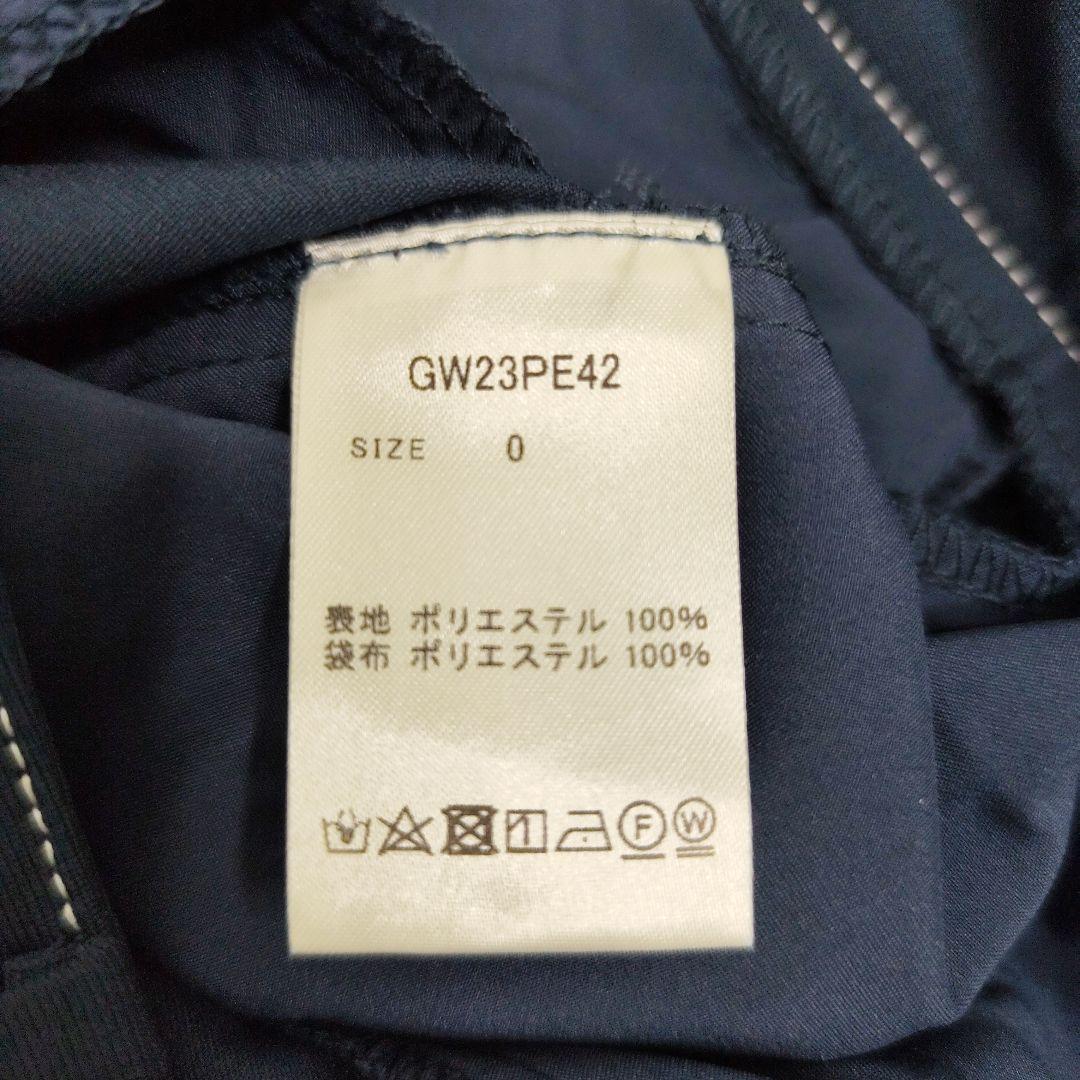 GW23PE42
SIZE 0
表地 ポリエステル 100%
袋布 ポリエステル 100%
F W